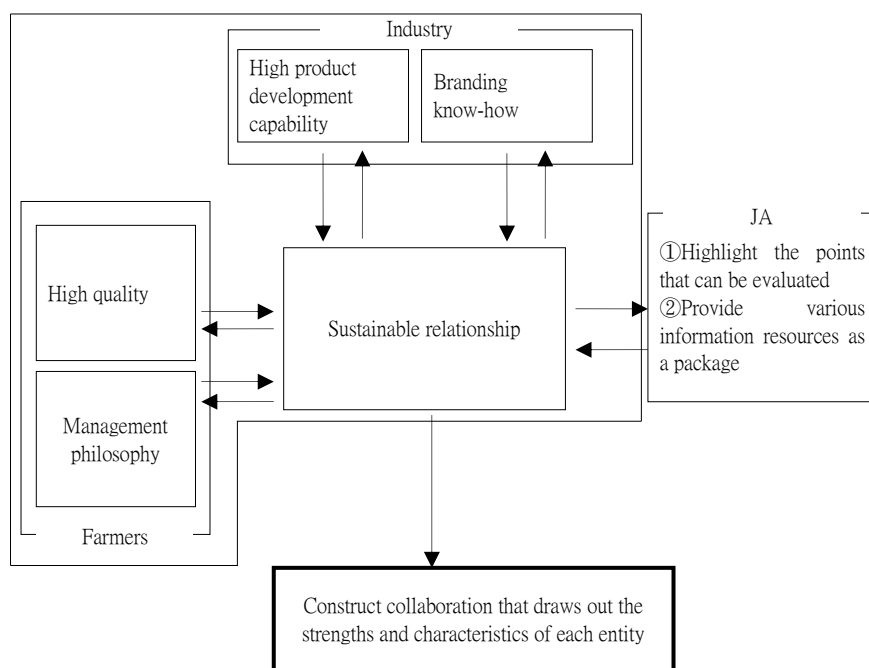 Industry
High product
development
capability
Branding
know-how
JA
①Highlight the points
that can be evaluated
②Provide various
information resources as
a package
High quality
Sustainable relationship
Management
philosophy
Farmers
Construct collaboration that draws out the
strengths and characteristics of each entity